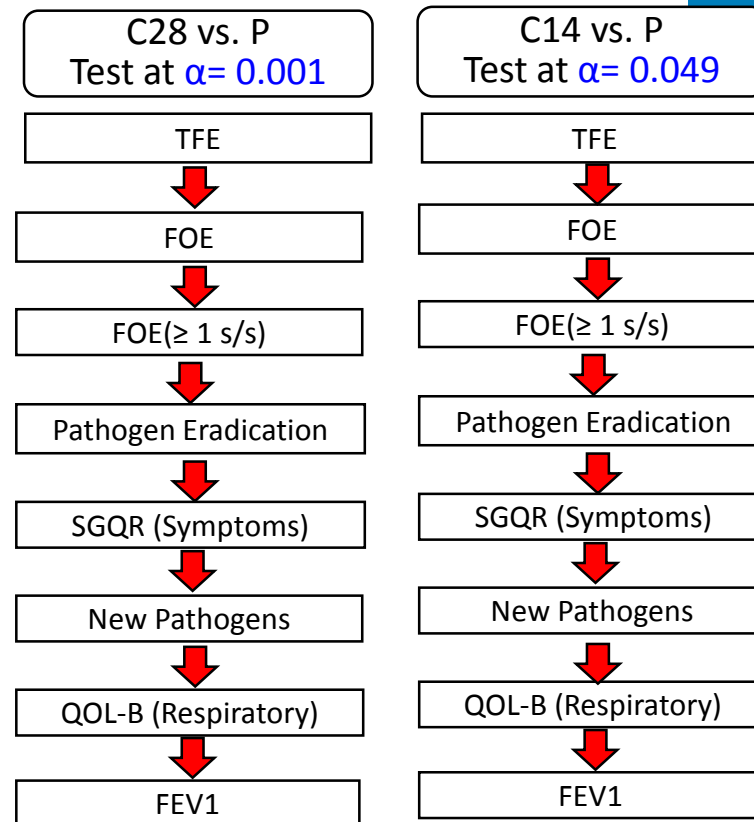 C28 vs. P
Test at α= 0.001
TFE
FOE
FOE(≥ 1 s/s)
Pathogen Eradication
SGQR (Symptoms)
New Pathogens
QOL-B (Respiratory)
FEV1
C14 vs. P
Test at α= 0.049
TFE
FOE
FOE(≥ 1 s/s)
Pathogen Eradication
SGQR (Symptoms)
New Pathogens
QOL-B (Respiratory)
FEV1